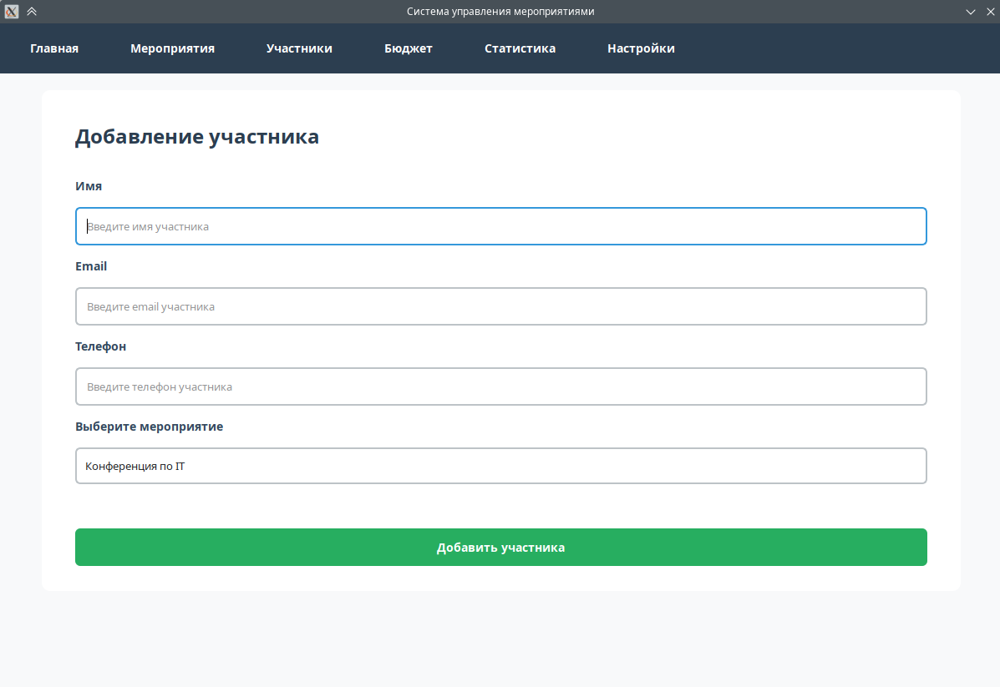 Система управления мероприятиями
Главная Мероприятия Участники Бюджет Статистика Настройки
Добавление участника
Имя
Введите имя участника
Email
Введите email участника
Телефон
Введите телефон участника
Выберите мероприятие
Конференция по IT
Добавить участника